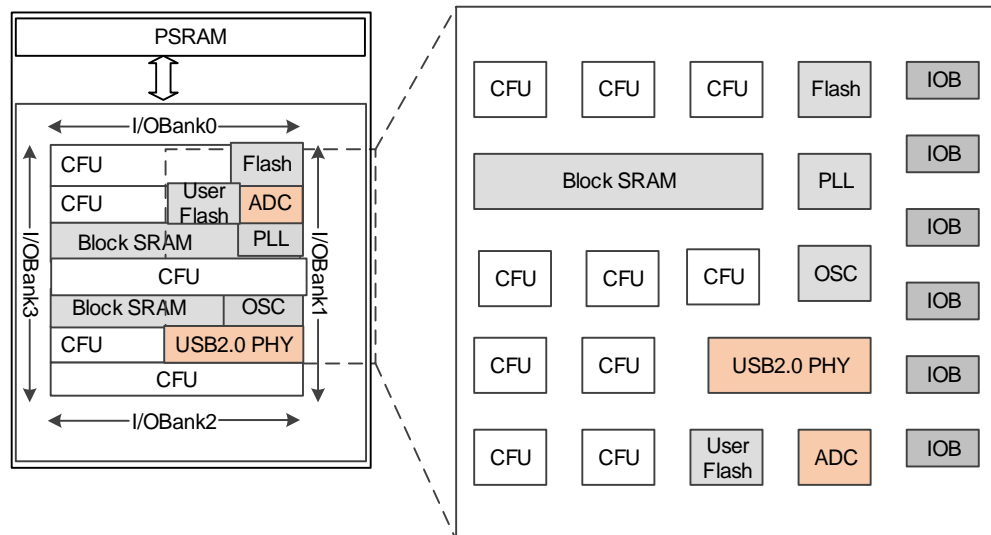 PSRAM
I/OBank0
CFU
Flash
CFU
User
Flash
ADC
Block SRAM
PLL
CFU
Block SRAM
OSC
CFU
USB2.0 PHY
CFU
I/OBank3
I/OBank1
I/OBank2
CFU CFU CFU Flash IOB
Block SRAM PLL IOB
IOB
CFU CFU CFU OSC
IOB
CFU CFU USB2.0 PHY IOB
CFU CFU User
Flash ADC IOB